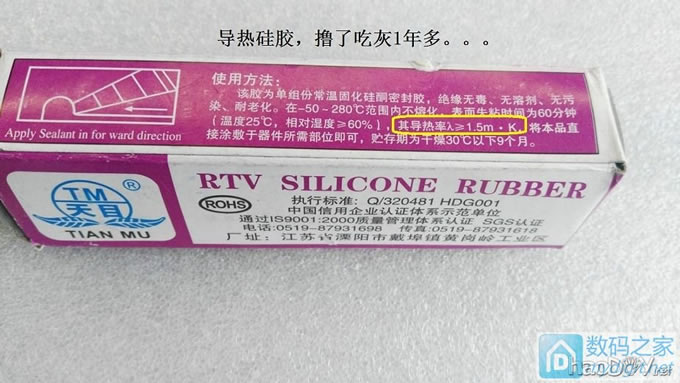 导热硅胶，撸了吃灰1年多。。。
使用方法：
该胶为单组份常温固化硅酮密封胶，绝缘无毒、无溶剂、无污
染、耐老化。在-50－280℃范围内不熔化、表面失粘时间为60分钟
(温度25℃，相对湿度≥60%)，其导热率λ≥1.5m·K，将本品直
接涂敷于器件所需部位即可，贮存期为干燥30℃以下9个月。
Apply Sealant in for ward direction
TM
天目
®
TIAN MU
RTV SILICONE RUBBER
ROHS
执行标准: Q/320481 HDG001
中国信用企业认证体系示范单位
通过IS9001:2000质量管理体系认证 SGS认证
电话:0519-87931698 传真:0519-87931618
厂址: 江苏省溧阳市戴埠镇黄岗岭工业区
数码之家